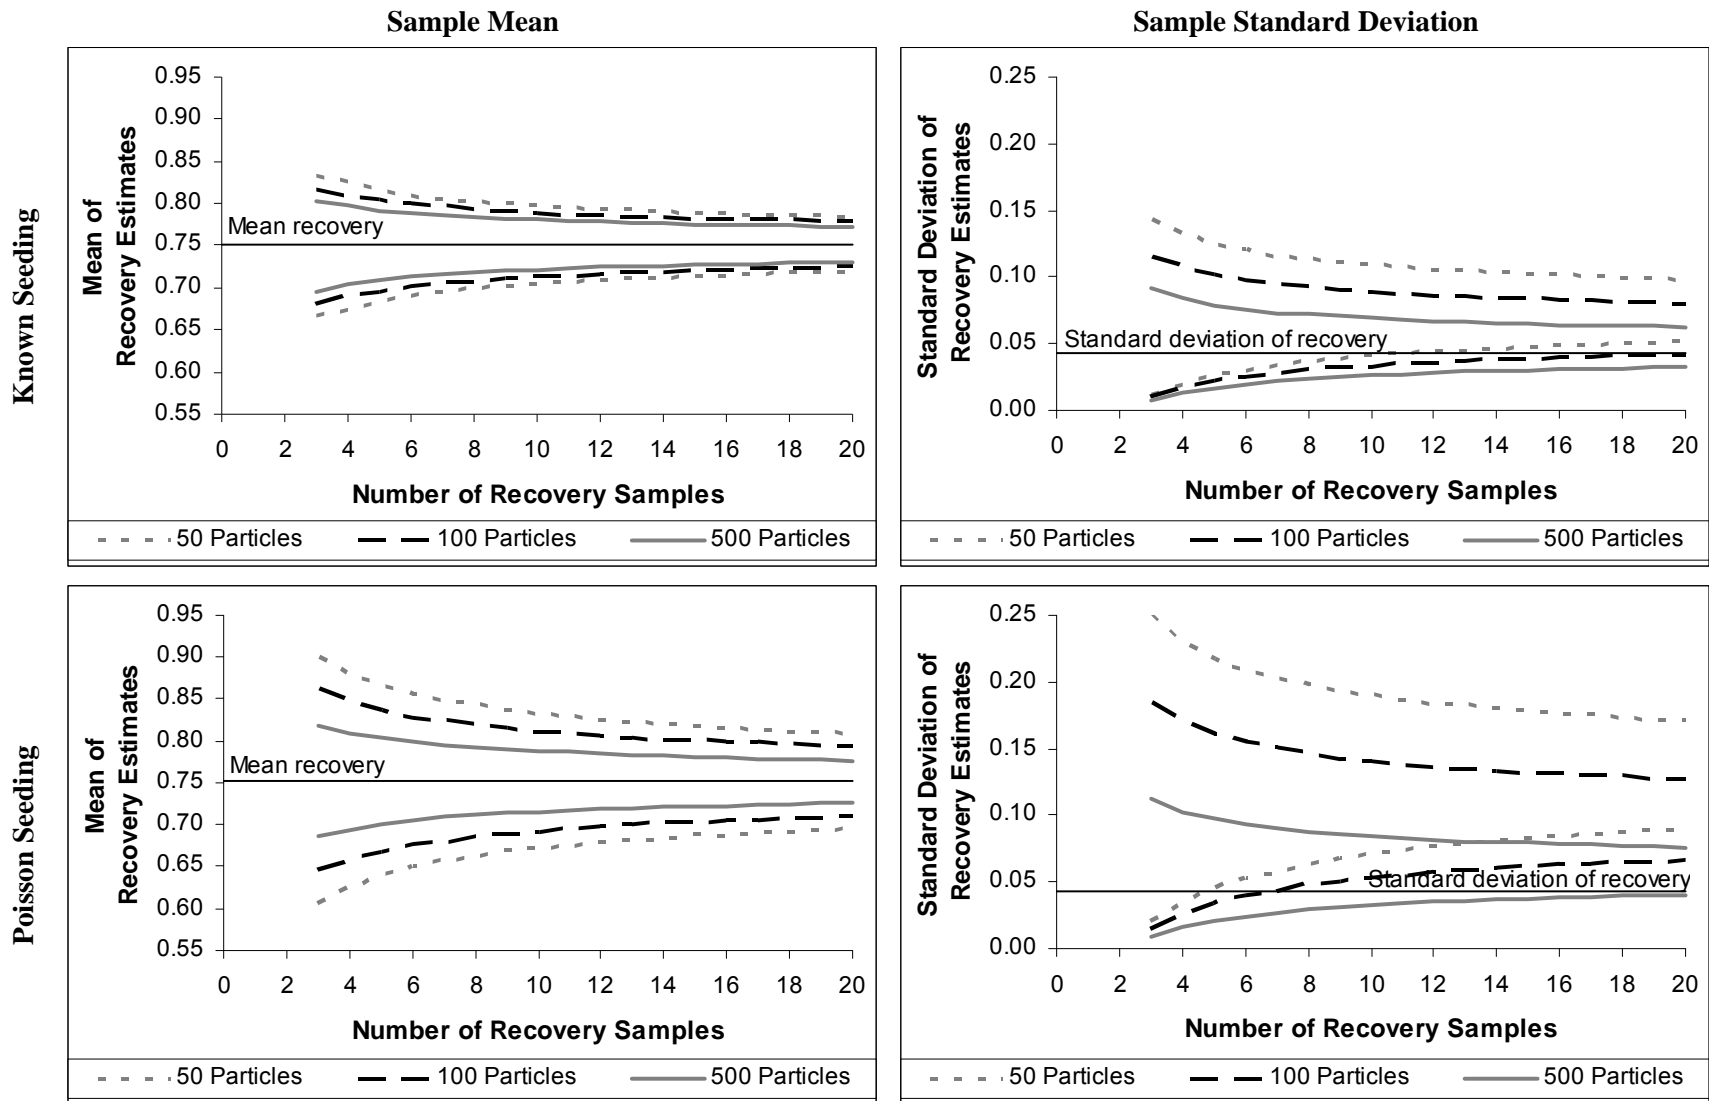 Sample Mean
Sample Standard Deviation
Known Seeding
Mean of
Recovery Estimates
0.95
0.90
0.85
0.80
0.75
0.70
0.65
0.60
0.55
Mean recovery
0 2 4 6 8 10 12 14 16 18 20
Number of Recovery Samples
50 Particles 100 Particles 500 Particles
Standard Deviation of
Recovery Estimates
0.25
0.20
0.15
0.10
0.05
0.00
Standard deviation of recovery
0 2 4 6 8 10 12 14 16 18 20
Number of Recovery Samples
50 Particles 100 Particles 500 Particles
Poisson Seeding
Mean of
Recovery Estimates
0.95
0.90
0.85
0.80
0.75
0.70
0.65
0.60
0.55
Mean recovery
0 2 4 6 8 10 12 14 16 18 20
Number of Recovery Samples
50 Particles 100 Particles 500 Particles
Standard Deviation of
Recovery Estimates
0.25
0.20
0.15
0.10
0.05
0.00
Standard deviation of recovery
0 2 4 6 8 10 12 14 16 18 20
Number of Recovery Samples
50 Particles 100 Particles 500 Particles